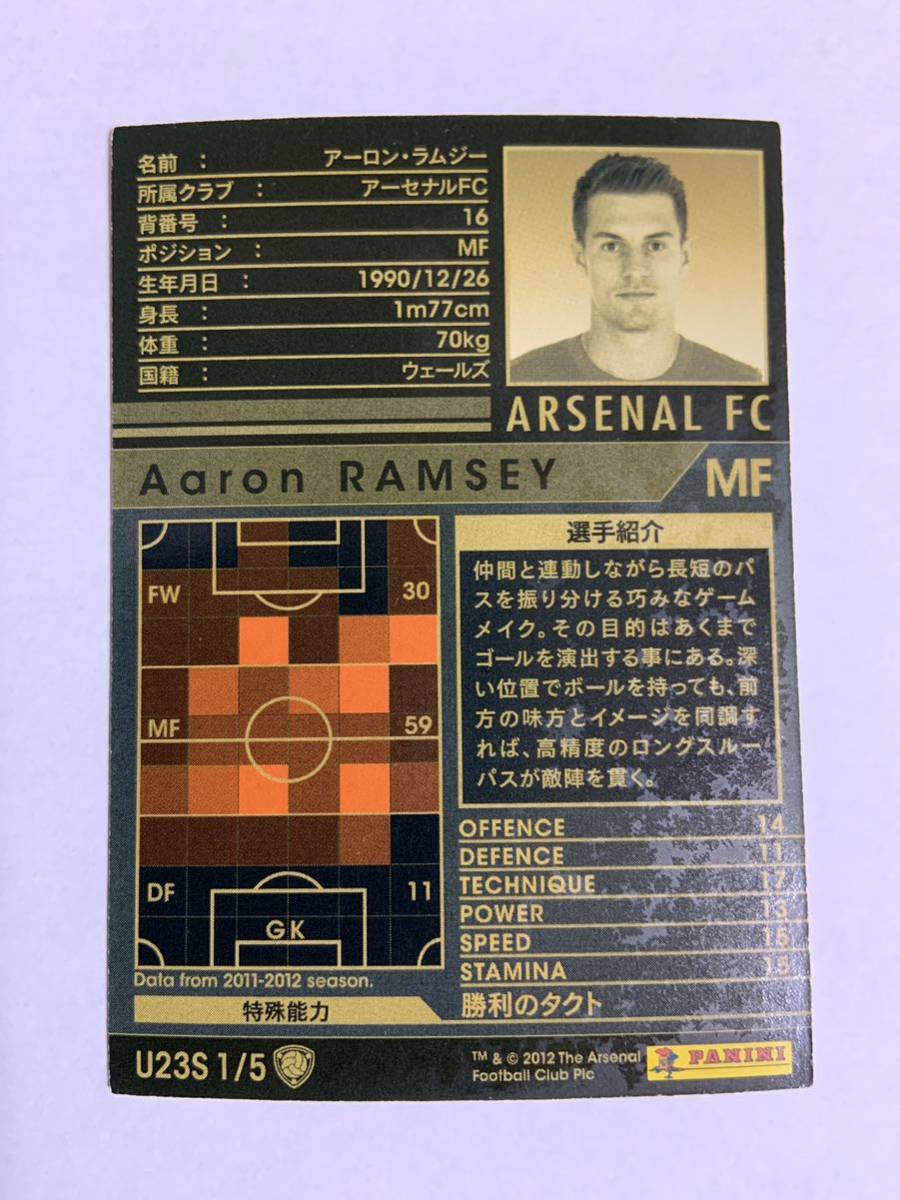 名前 : アーロン・ラムジー
所属クラブ : アーセナルFC
背番号 : 16
ポジション : MF
生年月日 : 1990/12/26
身長 : 1m77cm
体重 : 70kg
国籍 : ウェールズ
ARSENAL FC
Aaron RAMSEY MF
FW 30
MF 59
DF 11
GK
Data from 2011-2012 season.
選手紹介
仲間と連動しながら長短のパ
スを振り分ける巧みなゲーム
メイク。その目的はあくまで
ゴールを演出する事にある。深
い位置でボールを持っても、前
方の味方とイメージを同調す
れば、高精度のロングスルー
パスが敵陣を貫く。
OFFENCE 14
DEFENCE 11
TECHNIQUE 17
POWER 13
SPEED 15
STAMINA 15
特殊能力 勝利のタクト
U23S 1/5
TM & © 2012 The Arsenal
Football Club Plc
PANINI